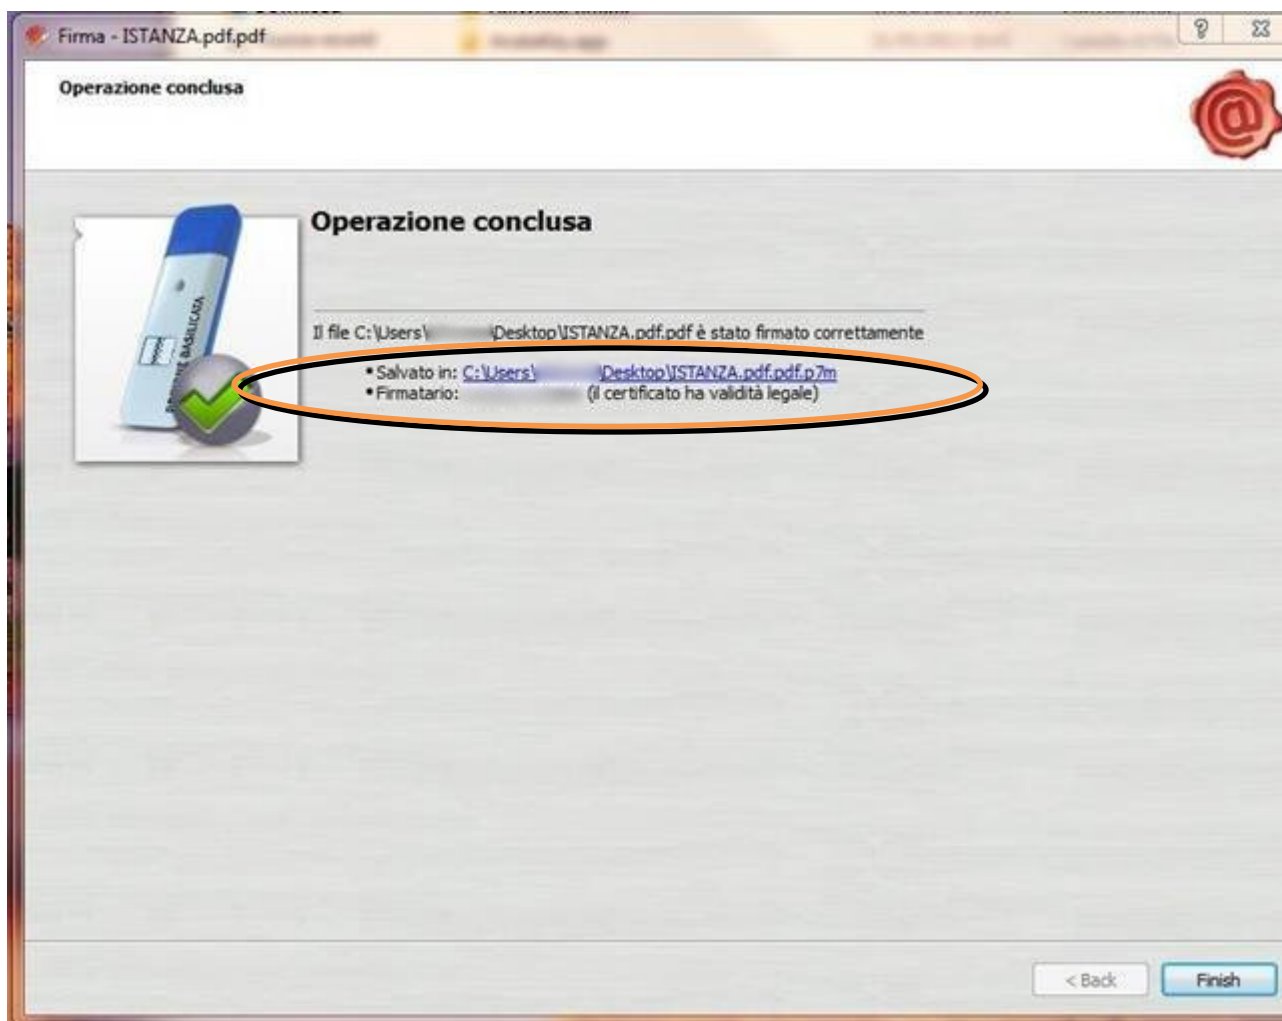 Firma - ISTANZA.pdf.pdf
Operazione conclusa
@
Operazione conclusa
BASILICATA
Il file C:\Users\ \Desktop\ISTANZA.pdf.pdf è stato firmato correttamente
•Salvato in: C:\Users\ \Desktop\ISTANZA.pdf.pdf.p7m
•Firmatario: (il certificato ha validità legale)
< Back
Finish